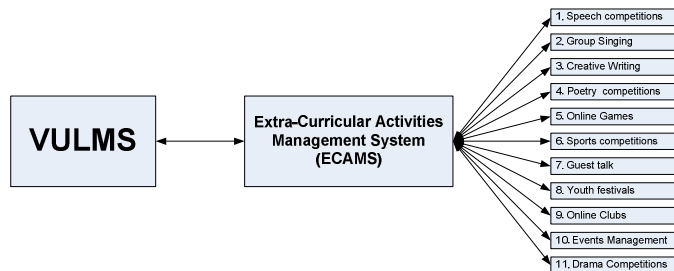 VULMS
Extra-Curricular Activities
Management System
(ECAMS)
1. Speech competitions
2. Group Singing
3. Creative Writing
4. Poetry competitions
5. Online Games
6. Sports competitions
7. Guest talk
8. Youth festivals
9. Online Clubs
10. Events Management
11. Drama Competitions